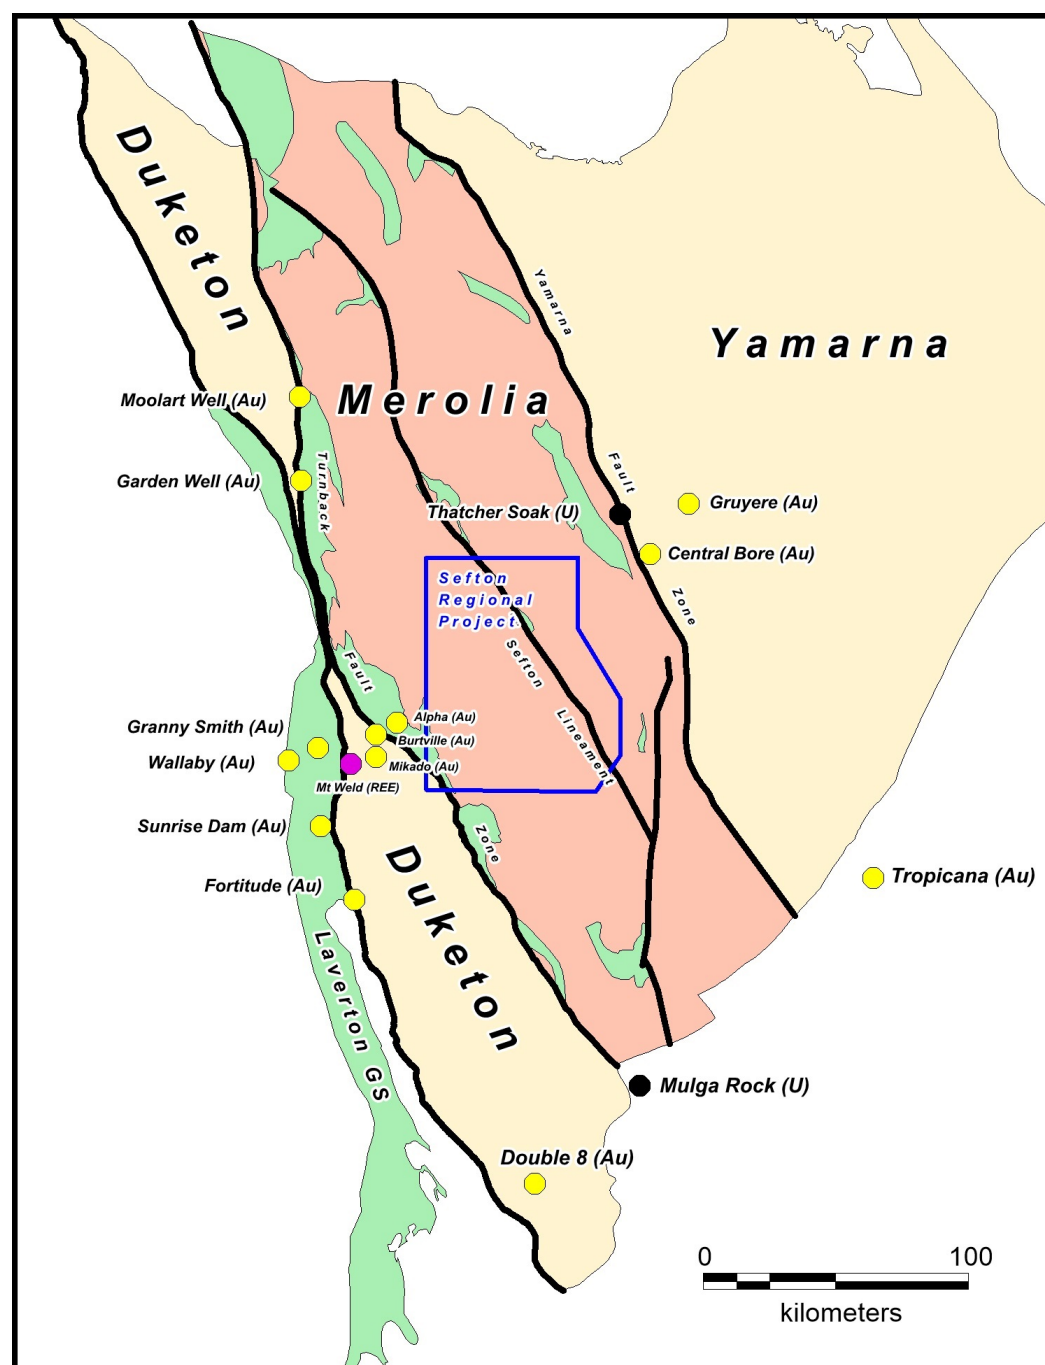 Duketon
Yamarna
Yamarna
Merolia
Moolart Well (Au)
Turnback
Fault
Garden Well (Au)
Gruyere (Au)
Thatcher Soak (U)
Central Bore (Au)
Sefton
Regional
Project
Zone
Sefton
Fault
Lineament
Alpha (Au)
Granny Smith (Au)
Burtville (Au)
Wallaby (Au)
Mikado (Au)
Mt Weld (REE)
Sunrise Dam (Au)
Zone
Fortitude (Au)
Tropicana (Au)
Duketon
Laverton GS
Mulga Rock (U)
Double 8 (Au)
0 100
kilometers